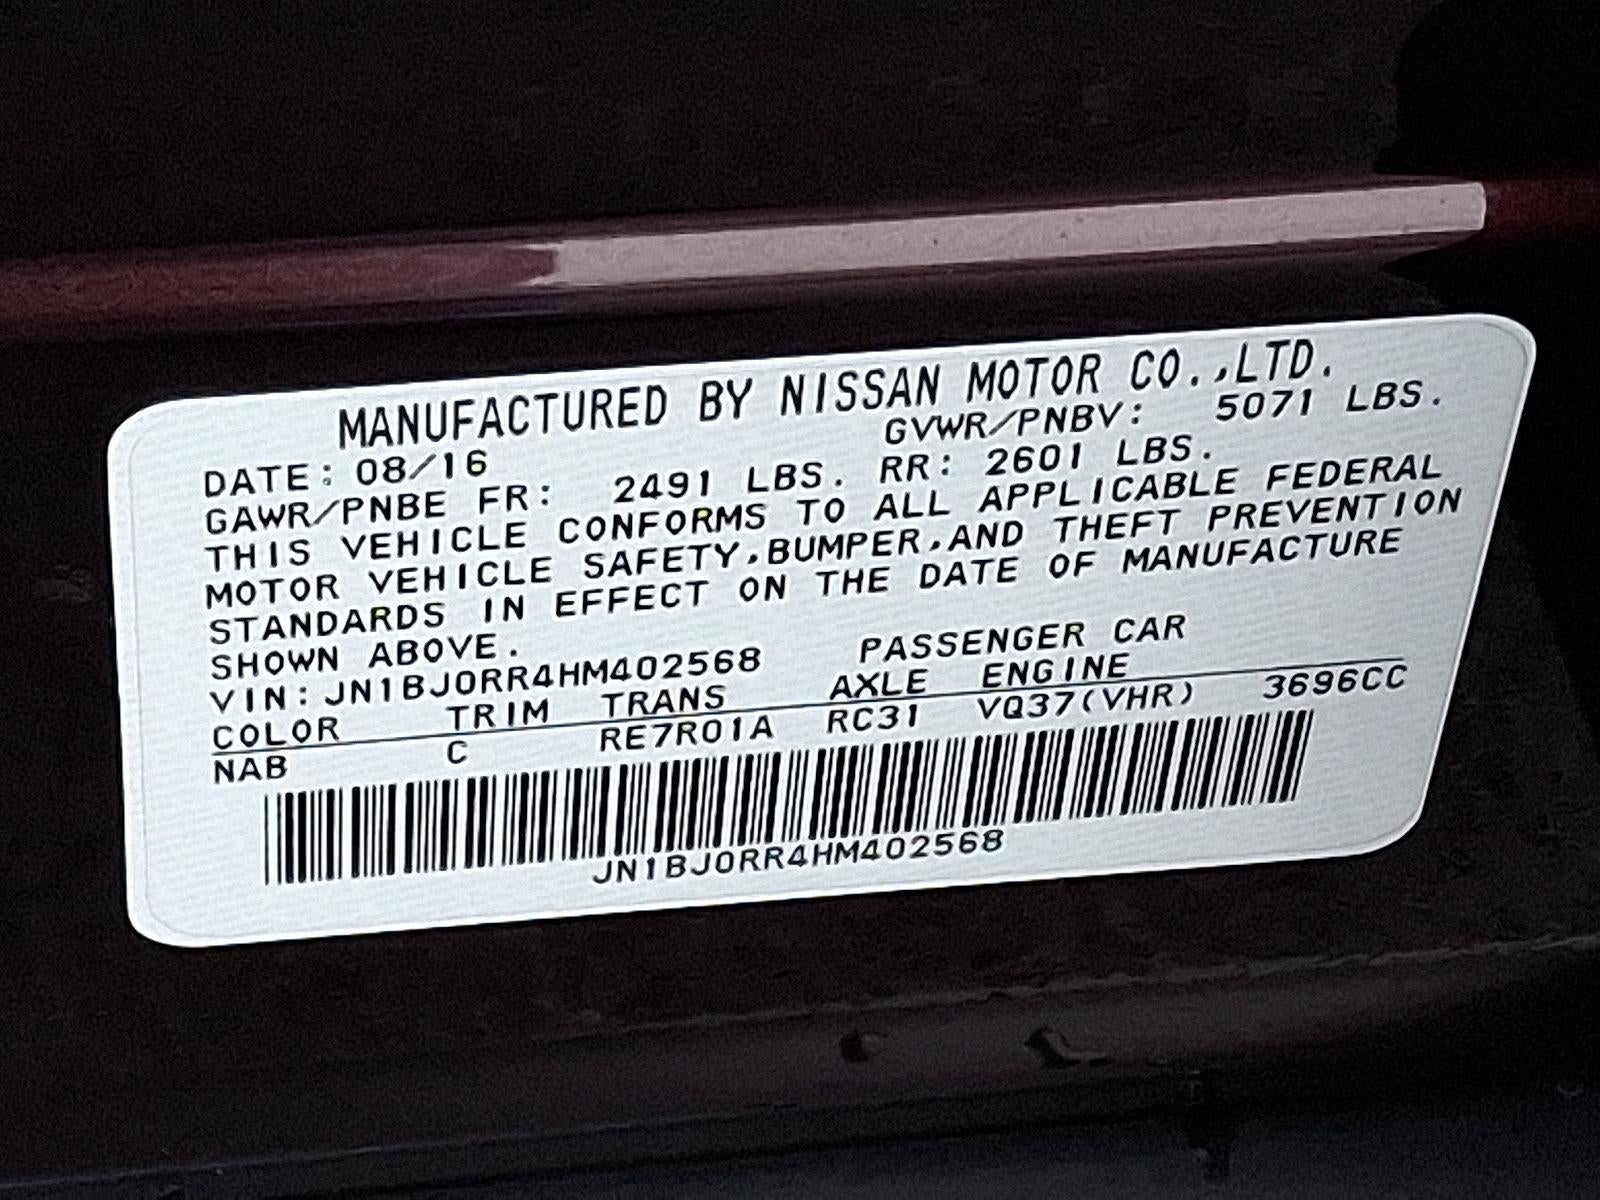 MANUFACTURED BY NISSAN MOTOR CO.,LTD.
DATE: 08/16 GVWR/PNBV: 5071 LBS.
GAWR/PNBE FR: 2491 LBS. RR: 2601 LBS.
THIS VEHICLE CONFORMS TO ALL APPLICABLE FEDERAL
MOTOR VEHICLE SAFETY,BUMPER,AND THEFT PREVENTION
STANDARDS IN EFFECT ON THE DATE OF MANUFACTURE
SHOWN ABOVE.
VIN: JN1BJ0RR4HM402568 PASSENGER CAR
COLOR TRIM TRANS AXLE ENGINE
NAB C RE7R01A RC31 VQ37(VHR) 3696CC
JN1BJ0RR4HM402568